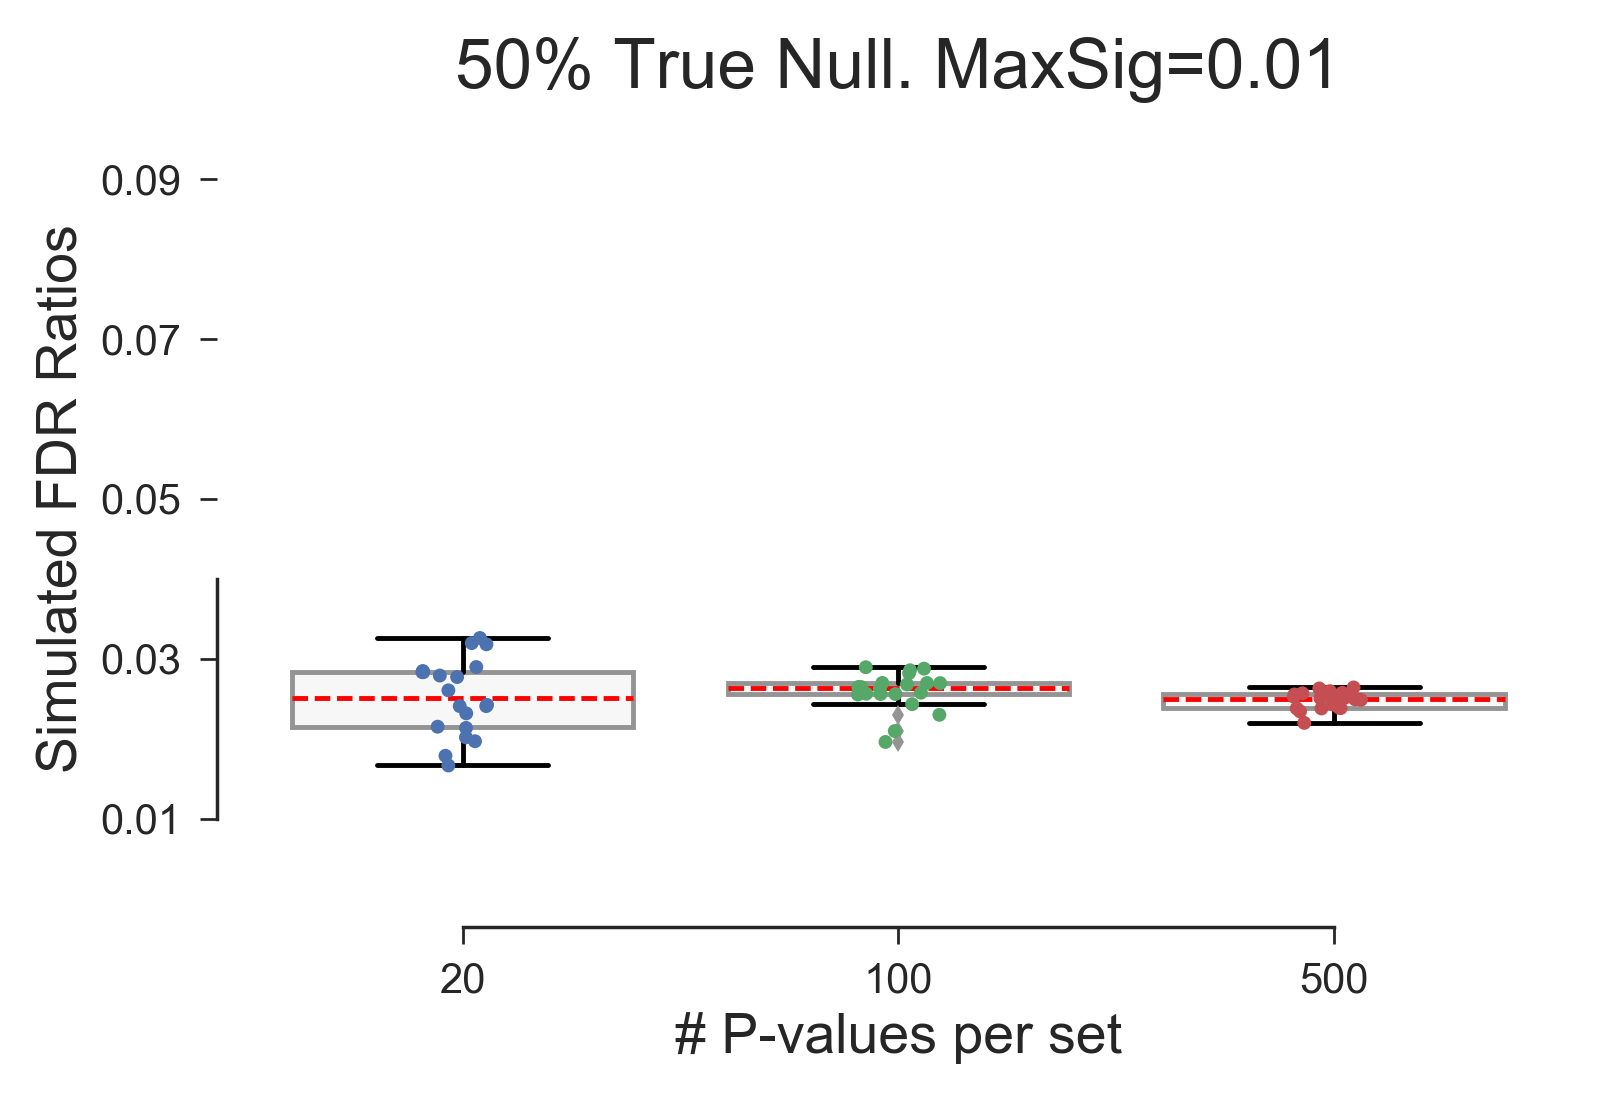 50% True Null. MaxSig=0.01
Simulated FDR Ratios
0.09
0.07
0.05
0.03
0.01
20 100 500
# P-values per set